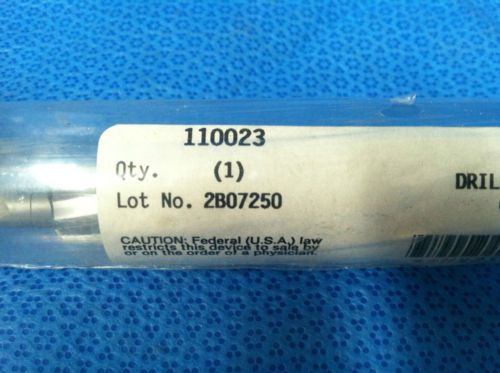 110023
Qty. (1)
Lot No. 2B07250
DRIL
CAUTION: Federal (U.S.A.) law
restricts this device to sale by
or on the order of a physician.